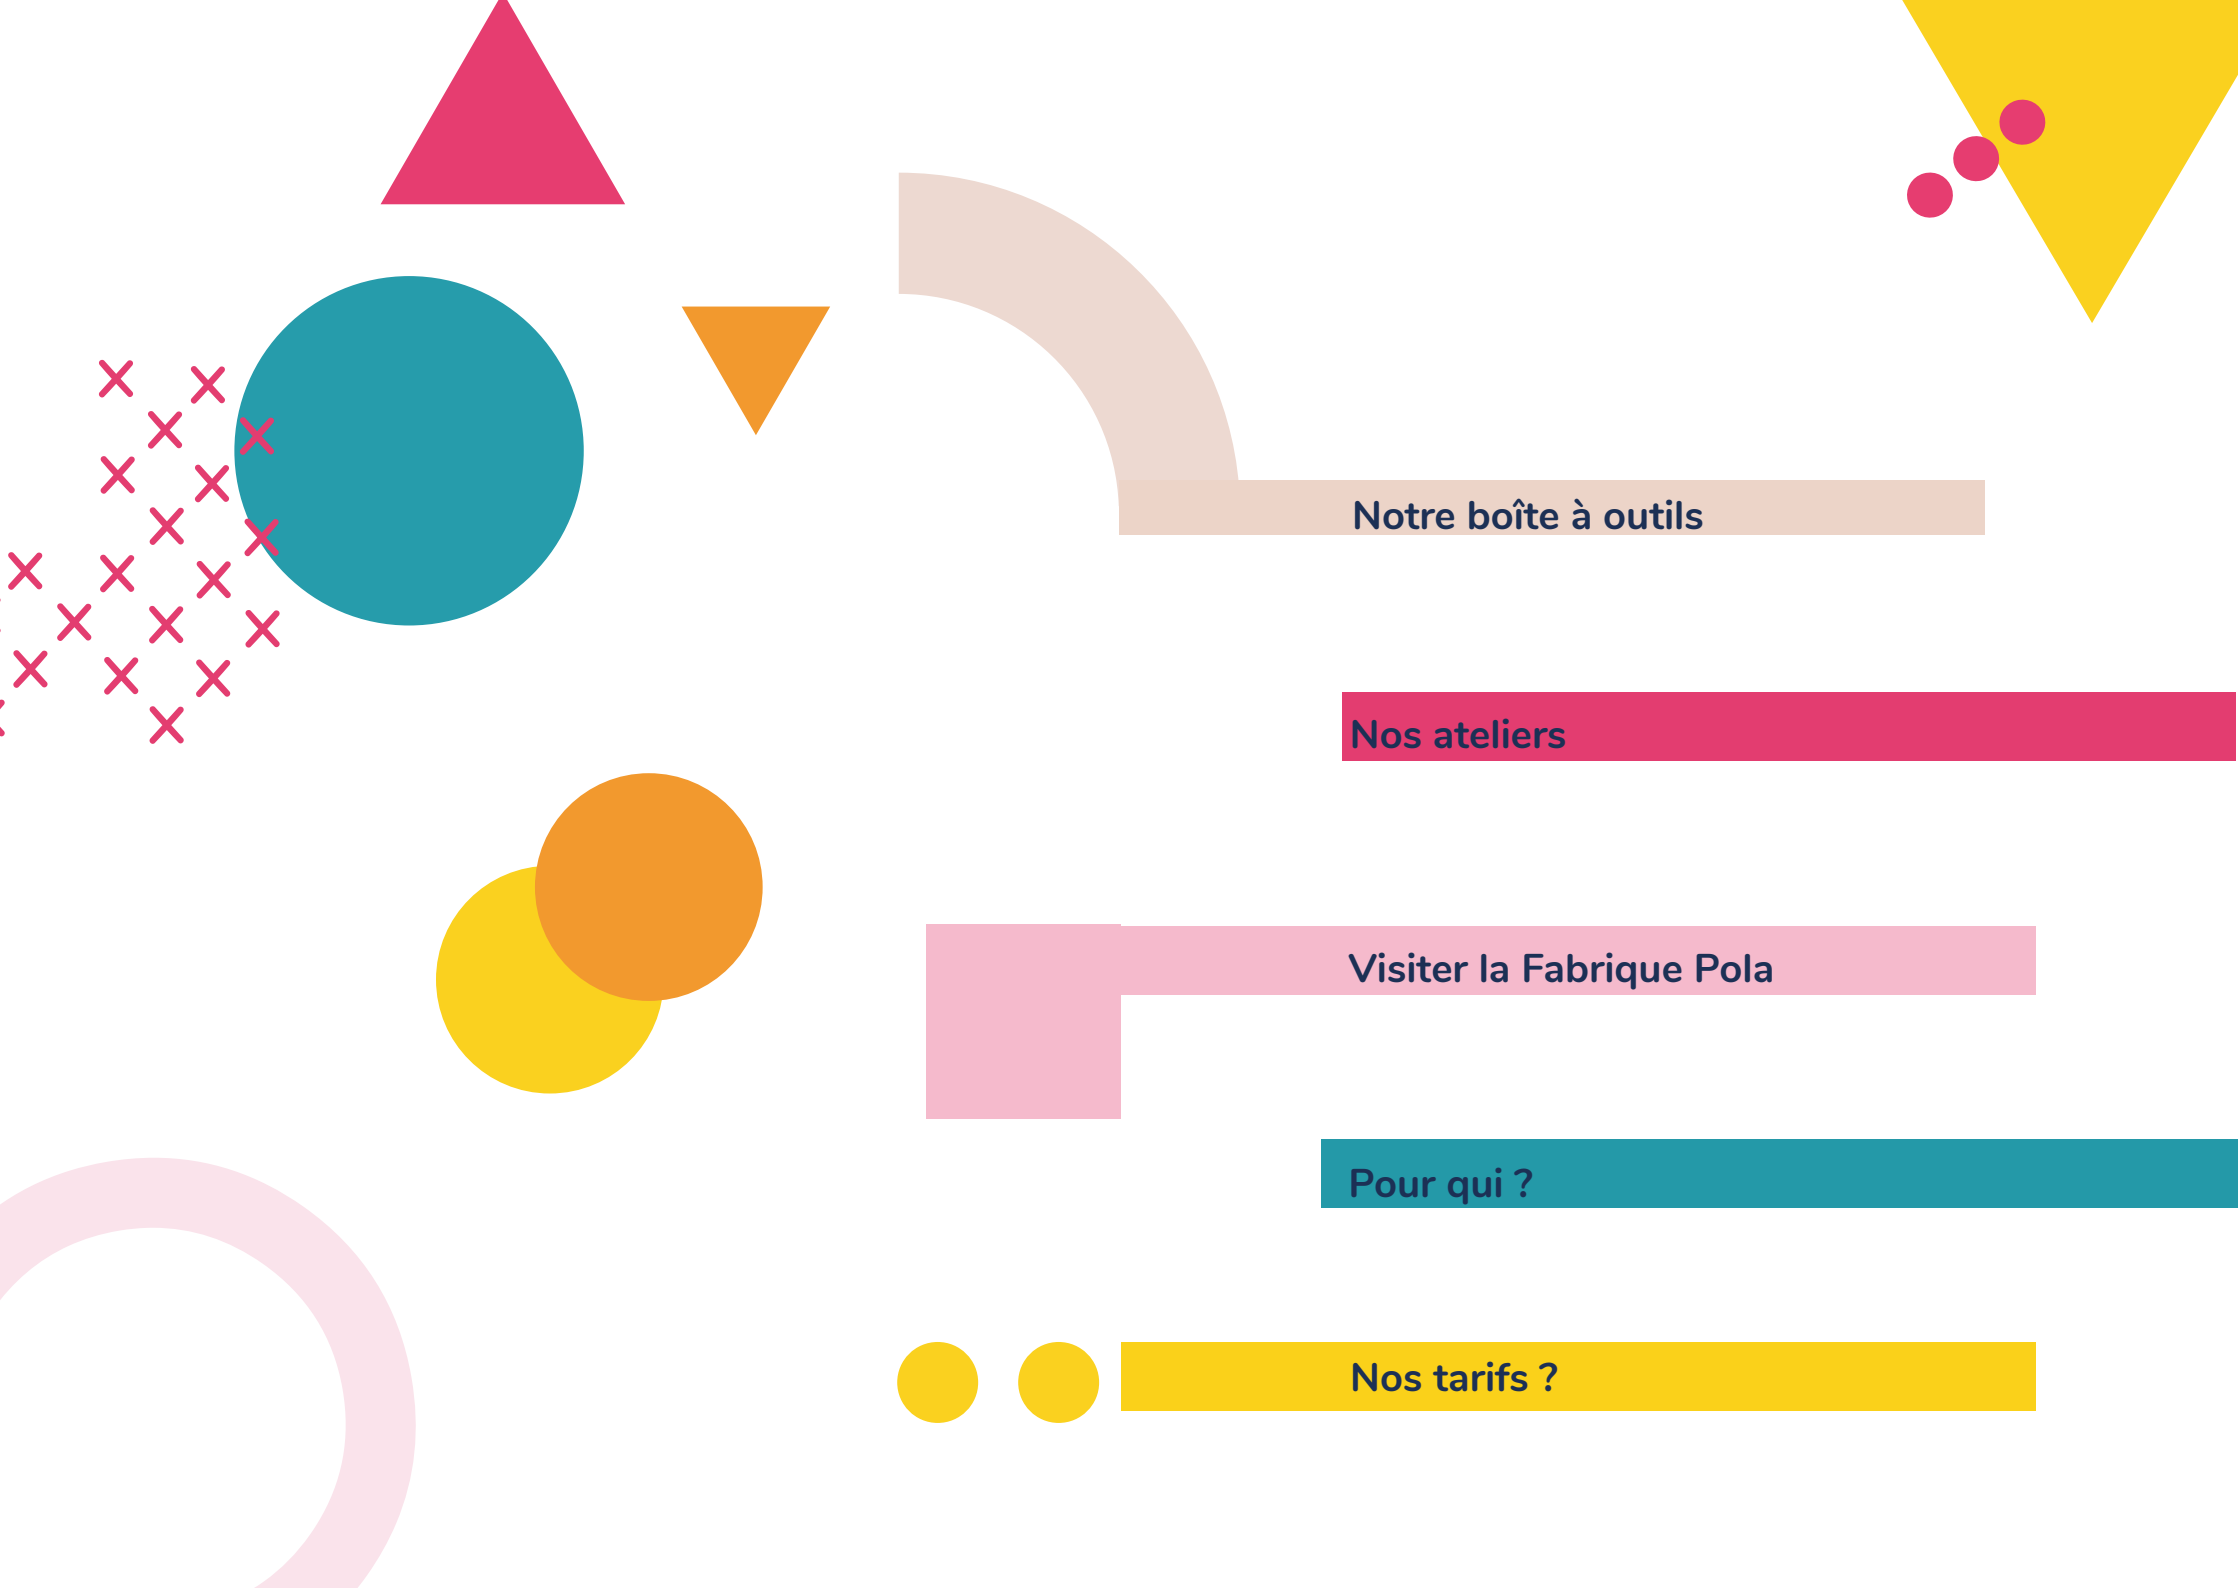 Notre boîte à outils
Nos ateliers
Visiter la Fabrique Pola
Pour qui ?
Nos tarifs ?